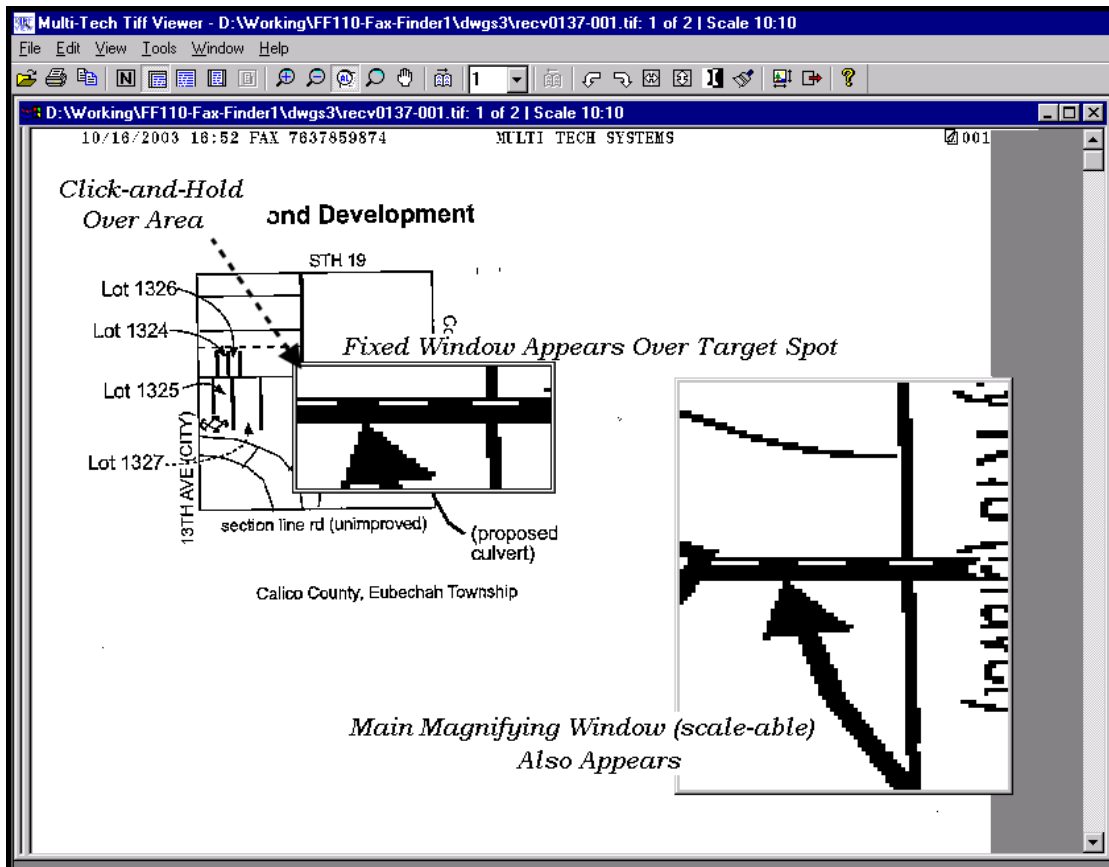 Multi-Tech Tiff Viewer - D:\Working\FF110-Fax-Finder1\dwgs3\recv0137-001.tif: 1 of 2 | Scale 10:10
File Edit View Tools Window Help
N 1
D:\Working\FF110-Fax-Finder1\dwgs3\recv0137-001.tif: 1 of 2 | Scale 10:10
10/16/2003 16:52 FAX 7637859874 MULTI TECH SYSTEMS 001
Click-and-Hold
Over Area
and Development
STH 19
Lot 1326
Lot 1324
Fixed Window Appears Over Target Spot
Lot 1325
13TH AVE (CITY)
Lot 1327
section line rd (unimproved)
(proposed
culvert)
Calico County, Eubechah Township
Main Magnifying Window (scale-able)
Also Appears